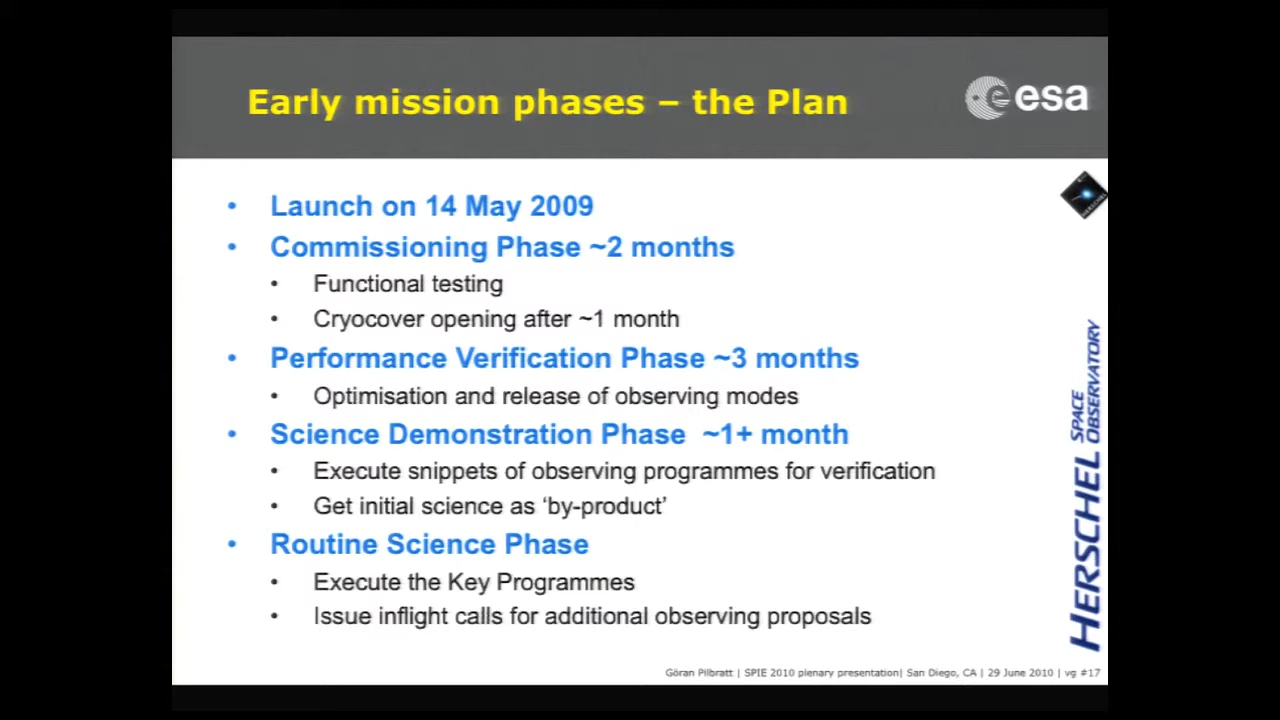 Early mission phases – the Plan
esa
• Launch on 14 May 2009
• Commissioning Phase ~2 months
• Functional testing
• Cryocover opening after ~1 month
• Performance Verification Phase ~3 months
• Optimisation and release of observing modes
• Science Demonstration Phase ~1+ month
• Execute snippets of observing programmes for verification
• Get initial science as ‘by-product’
• Routine Science Phase
• Execute the Key Programmes
• Issue inflight calls for additional observing proposals
HERSCHEL
HERSCHEL SPACE
OBSERVATORY
Göran Pilbratt | SPIE 2010 plenary presentation| San Diego, CA | 29 June 2010 | vg #17